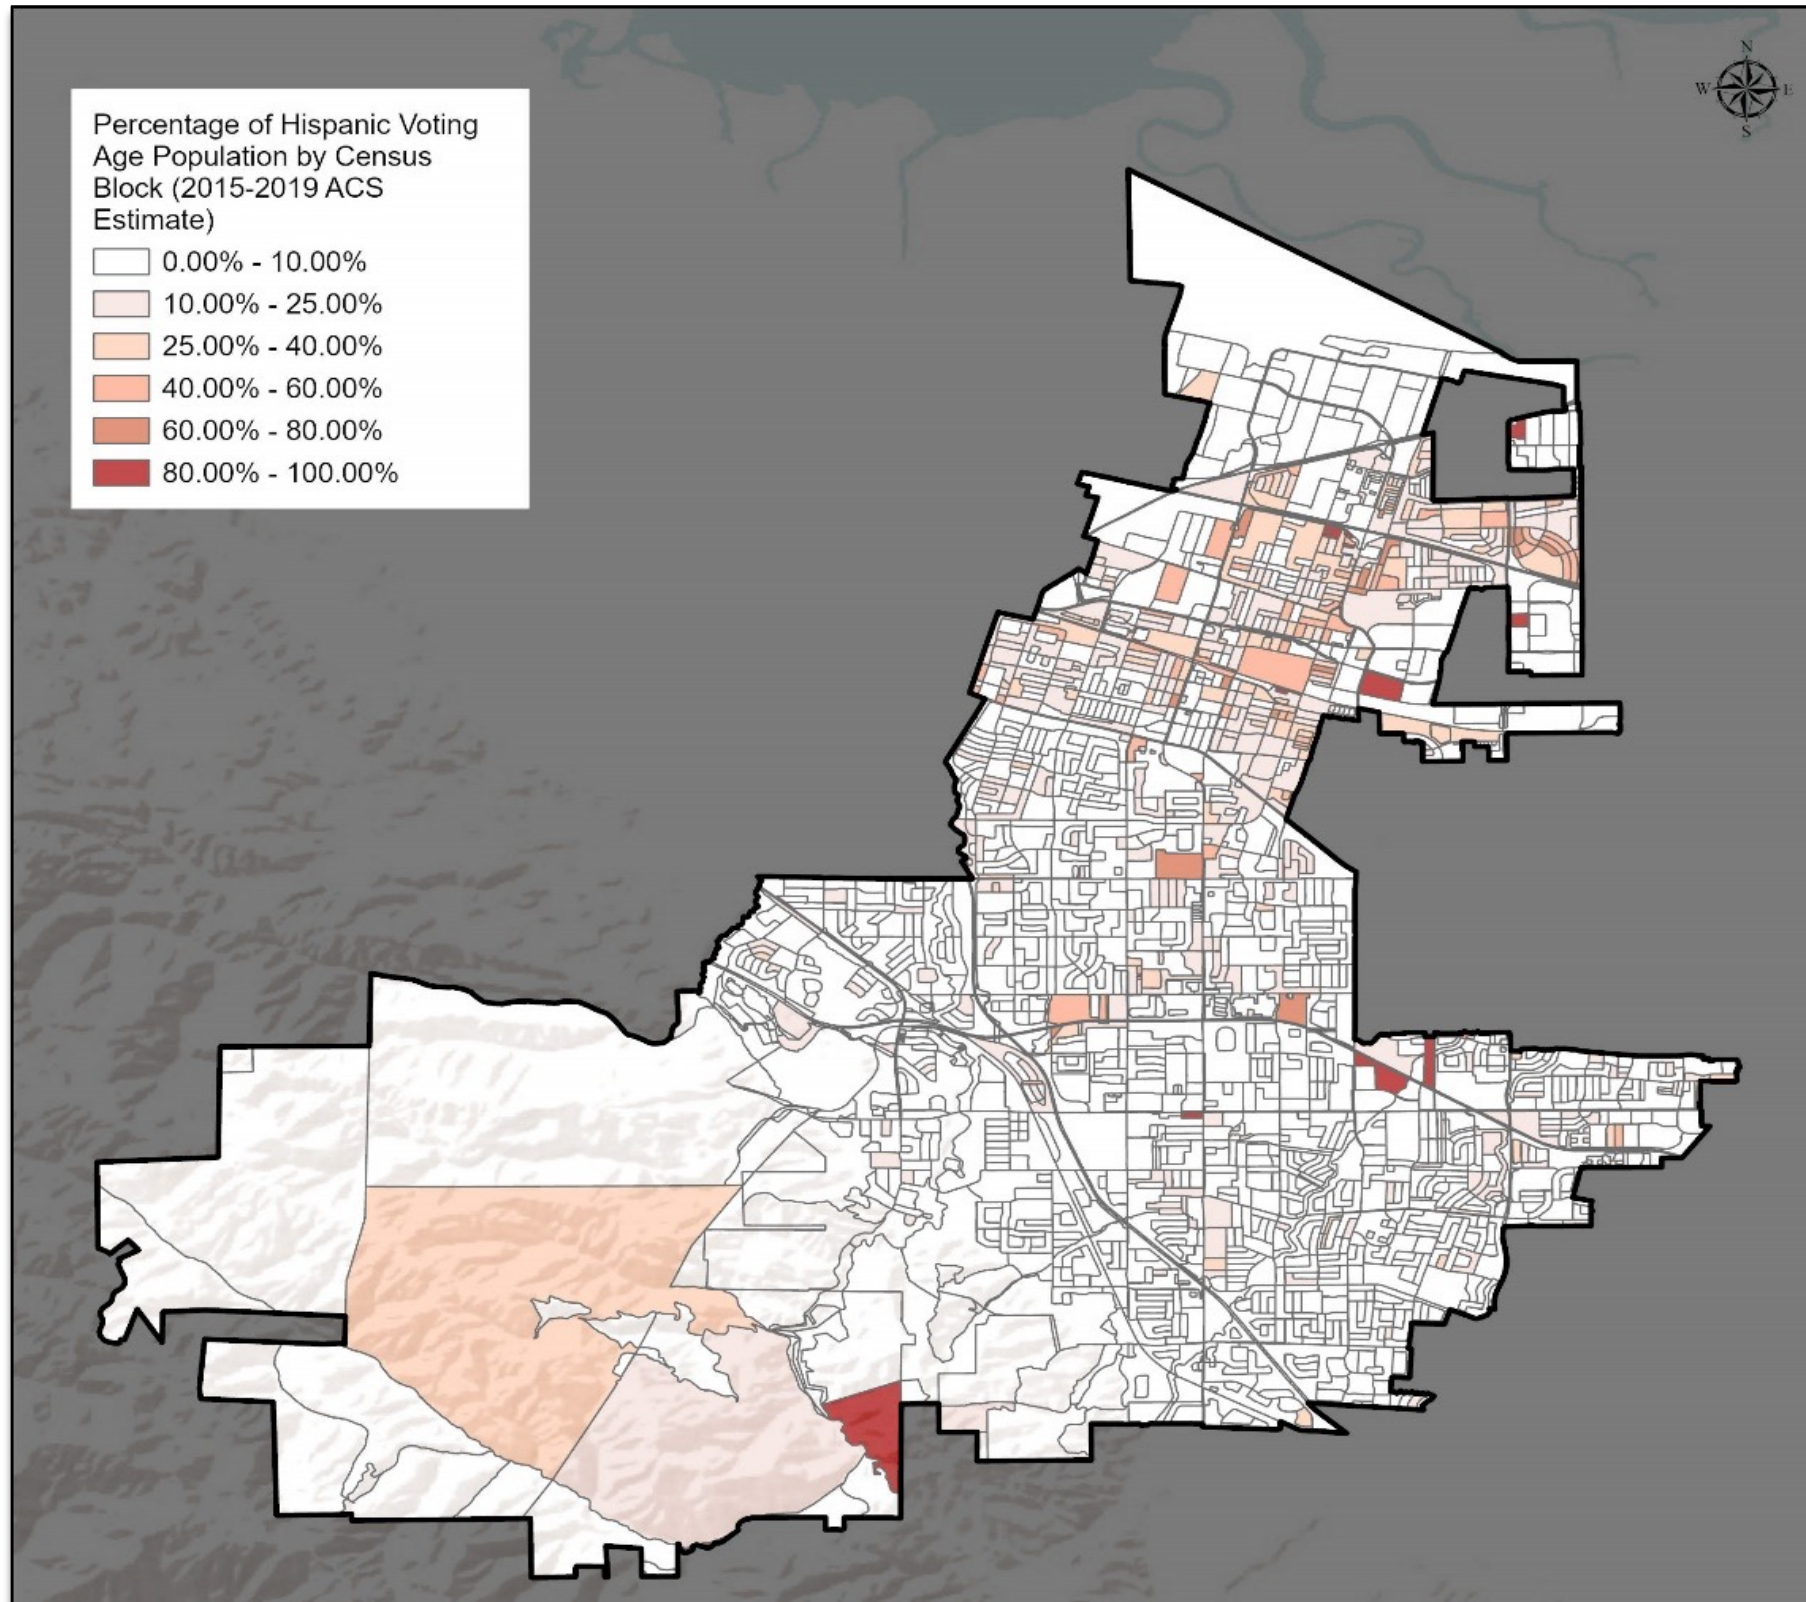 N
W E
S
Percentage of Hispanic Voting
Age Population by Census
Block (2015-2019 ACS
Estimate)
0.00% - 10.00%
10.00% - 25.00%
25.00% - 40.00%
40.00% - 60.00%
60.00% - 80.00%
80.00% - 100.00%